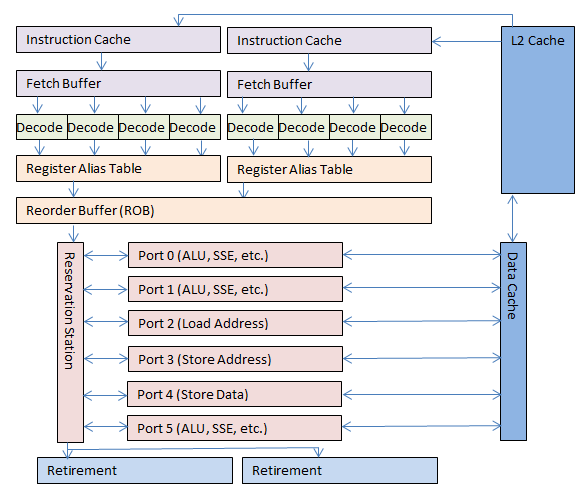 Instruction Cache
Instruction Cache
L2 Cache
Fetch Buffer
Fetch Buffer
Decode Decode Decode Decode
Decode Decode Decode Decode
Register Alias Table
Register Alias Table
Reorder Buffer (ROB)
Reservation Station
Port 0 (ALU, SSE, etc.)
Port 1 (ALU, SSE, etc.)
Port 2 (Load Address)
Port 3 (Store Address)
Port 4 (Store Data)
Port 5 (ALU, SSE, etc.)
Data Cache
Retirement
Retirement